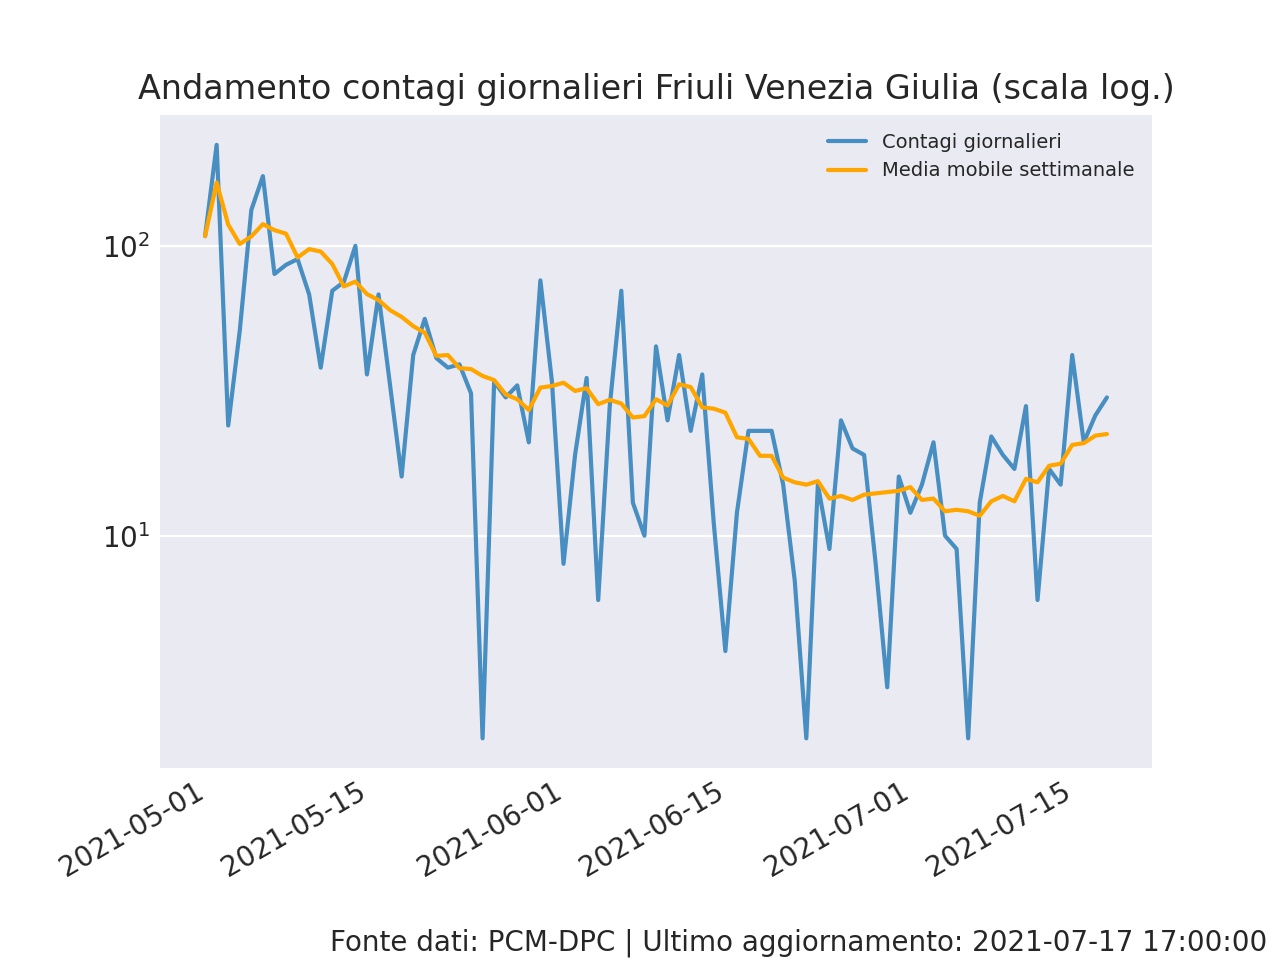 Andamento contagi giornalieri Friuli Venezia Giulia (scala log.)
Contagi giornalieri
Media mobile settimanale
10²
10¹
2021-05-01
2021-05-15
2021-06-01
2021-06-15
2021-07-01
2021-07-15
Fonte dati: PCM-DPC | Ultimo aggiornamento: 2021-07-17 17:00:00